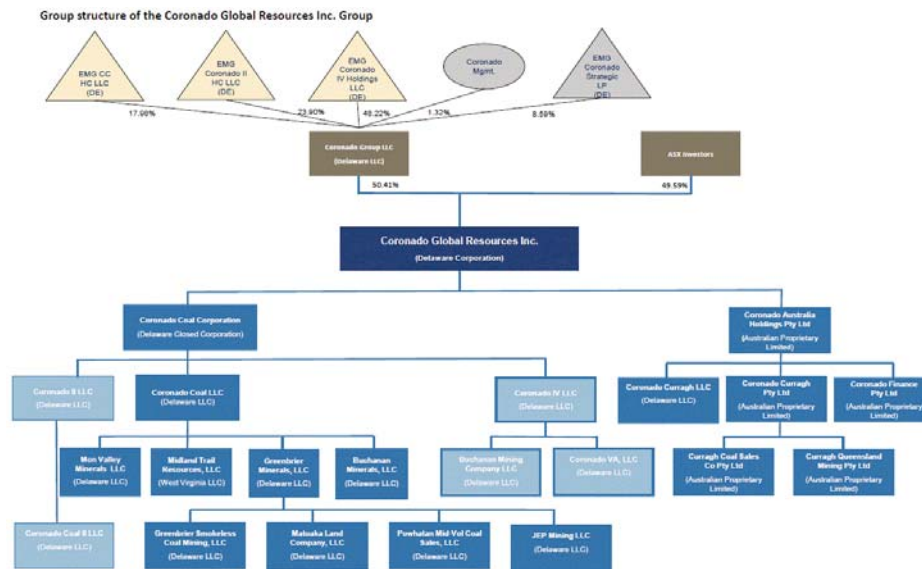 Group structure of the Coronado Global Resources Inc. Group
EMG CC
HC LLC
(DE)
EMG
Coronado II
HC LLC
(DE)
EMG
Coronado
IV Holdings
LLC
(DE)
Coronado
Mgmt.
EMG
Coronado
Strategic
LP
(DE)
17.98%
23.90%
48.22%
1.32%
8.59%
Coronado Group LLC
(Delaware LLC)
ASX Investors
50.41%
49.59%
Coronado Global Resources Inc.
(Delaware Corporation)
Coronado Coal Corporation
(Delaware Closed Corporation)
Coronado Australia
Holdings Pty Ltd
(Australian Proprietary
Limited)
Coronado II LLC
(Delaware LLC)
Coronado Coal LLC
(Delaware LLC)
Coronado IV LLC
(Delaware LLC)
Coronado Curragh LLC
(Delaware LLC)
Coronado Curragh
Pty Ltd
(Australian Proprietary
Limited)
Coronado Finance
Pty Ltd
(Australian Proprietary
Limited)
Mon Valley
Minerals LLC
(Delaware LLC)
Midland Trail
Resources, LLC
(West Virginia LLC)
Greenbrier
Minerals, LLC
(Delaware LLC)
Buchanan
Minerals, LLC
(Delaware LLC)
Buchanan Mining
Company LLC
(Delaware LLC)
Coronado VA, LLC
(Delaware LLC)
Curragh Coal Sales
Co Pty Ltd
(Australian Proprietary
Limited)
Curragh Queensland
Mining Pty Ltd
(Australian Proprietary
Limited)
Coronado Coal II LLC
(Delaware LLC)
Greenbrier Smokeless
Coal Mining, LLC
(Delaware LLC)
Matoaka Land
Company, LLC
(Delaware LLC)
Powhatan Mid-Vol Coal
Sales, LLC
(Delaware LLC)
JEP Mining LLC
(Delaware LLC)